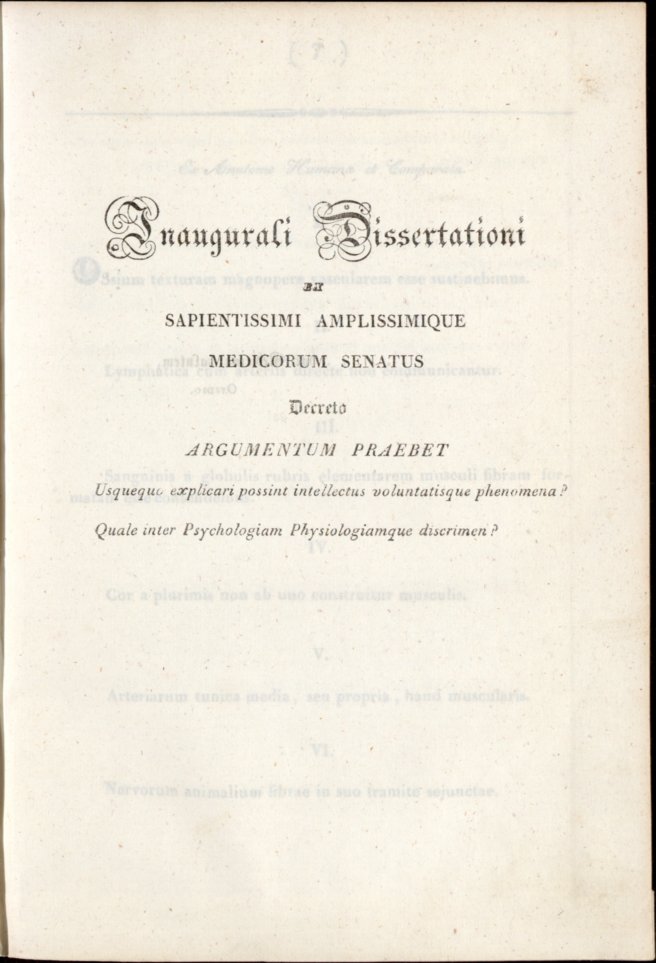 Inaugurali Dissertationi
EX
SAPIENTISSIMI AMPLISSIMIQUE
MEDICORUM SENATUS
Decreto
ARGUMENTUM PRAEBET
Usquequo explicari possint intellectus voluntatisque phenomena?
Quale inter Psychologiam Physiologiamque discrimen?